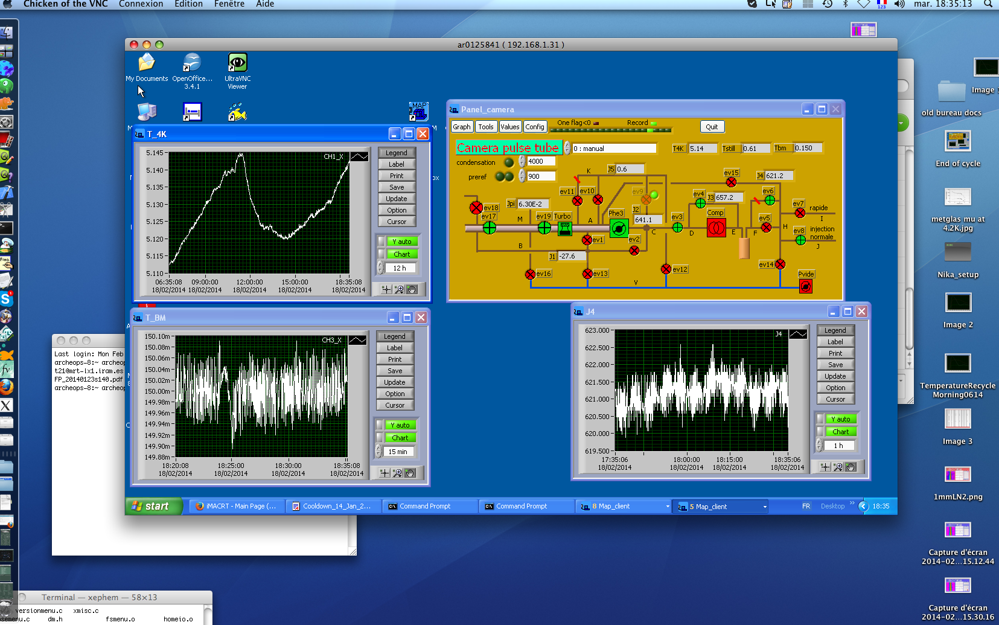 Chicken of the VNC Connexion Edition Fenêtre Aide
123 mar. 18:35:13
ar0125841 ( 192.168.1.31 )
My Documents
OpenOffice...
3.4.1
UltraVNC
Viewer
MAP
T_4K
5.145
5.140
5.135
5.130
5.125
5.120
5.115
5.110
CH1_X
06:35:08 09:00:00 12:00:00 15:00:00 18:35:08
18/02/2014 18/02/2014 18/02/2014 18/02/2014 18/02/2014
Legend
Label
Print
Save
Update
Option
Cursor
Y auto
Chart
12 h
Panel_camera
Graph Tools Values Config
One flag<0 Record
Quit
Camera pulse tube
0 : manual
T4K 5.14 Tstill 0.61 Tbm 0.150
condensation 4000
preref 900
J5 0.6
K
ev15
J4 621.2
ev11 ev10 ev9
ev4 J3 657.2 ev6
Jpi 6.30E-2
ev18
ev17
M
ev19 Turbo
A
Phe3
J2
641.1
C
ev3
D
Comp
E
F
ev5
H
ev7 rapide
I
ev8 injection
normale
J
B
J1 -27.6
ev1
ev2
ev16
ev13
ev12
ev14
V
Pvide
T_BM
150.10m
150.08m
150.06m
150.04m
150.02m
150.00m
149.98m
149.96m
149.94m
149.92m
149.90m
149.88m
CH3_X
18:20:08 18:25:00 18:30:00 18:35:08
18/02/2014 18/02/2014 18/02/2014 18/02/2014
Legend
Label
Print
Save
Update
Option
Cursor
Y auto
Chart
15 min
J4
623.000
622.500
622.000
621.500
621.000
620.500
620.000
619.500
J4
17:35:06 18:00:00 18:15:00 18:35:06
18/02/2014 18/02/2014 18/02/2014 18/02/2014
Legend
Label
Print
Save
Update
Option
Cursor
Y auto
Chart
1 h
start
iMACRT - Main Page (...
Cooldown_14_Jan_2...
Command Prompt
Command Prompt
8 Map_client
5 Map_client
FR Desktop 18:35
Last login: Mon Feb
archeops-8:~ archeop
t21@mrt-lx1.iram.es
FP_20140123s140.pdf
archeops-8:~ archeop
Terminal — xephem — 58×13
versionmenu.c xmisc.c
semenu.c dm.h fsmenu.o homeio.o
Image
old bureau docs
End of cycle
metglas mu at
4.2K.jpg
Nika_setup
Image 2
TemperatureRecycle
Morning0614
Image 3
1mmLN2.png
Capture d'écran
2014-02...15.12.44
Capture d'écran
2014-02...15.30.16